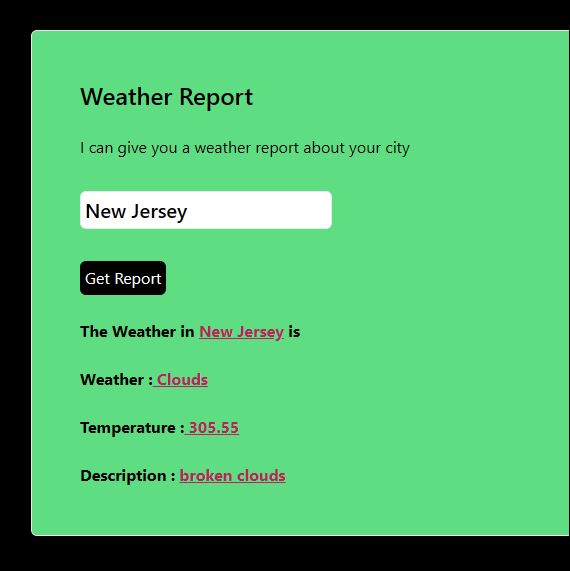 Weather Report
I can give you a weather report about your city
New Jersey
Get Report
The Weather in New Jersey is
Weather : Clouds
Temperature : 305.55
Description : broken clouds